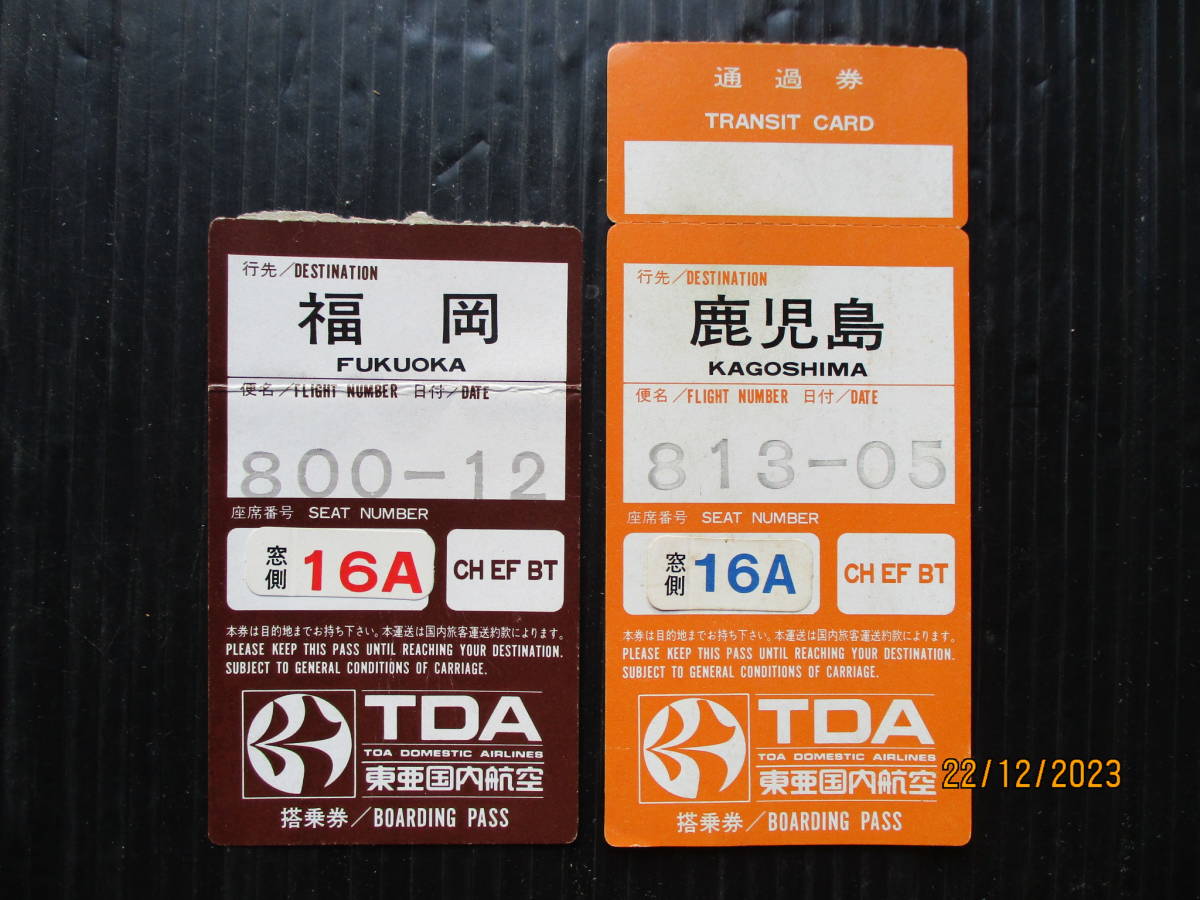 行先/DESTINATION
福岡
FUKUOKA
便名/FLIGHT NUMBER 日付/DATE
800-12
座席番号 SEAT NUMBER
窓側 16A
CH EF BT
本券は目的地までお持ち下さい。本運送は国内旅客運送約款によります。
PLEASE KEEP THIS PASS UNTIL REACHING YOUR DESTINATION.
SUBJECT TO GENERAL CONDITIONS OF CARRIAGE.
TDA
TOA DOMESTIC AIRLINES
東亜国内航空
搭乗券/BOARDING PASS
通過券
TRANSIT CARD
行先/DESTINATION
鹿児島
KAGOSHIMA
便名/FLIGHT NUMBER 日付/DATE
813-05
座席番号 SEAT NUMBER
窓側 16A
CH EF BT
本券は目的地までお持ち下さい。本運送は国内旅客運送約款によります。
PLEASE KEEP THIS PASS UNTIL REACHING YOUR DESTINATION.
SUBJECT TO GENERAL CONDITIONS OF CARRIAGE.
TDA
TOA DOMESTIC AIRLINES
東亜国内航空
搭乗券/BOARDING PASS
22/12/2023